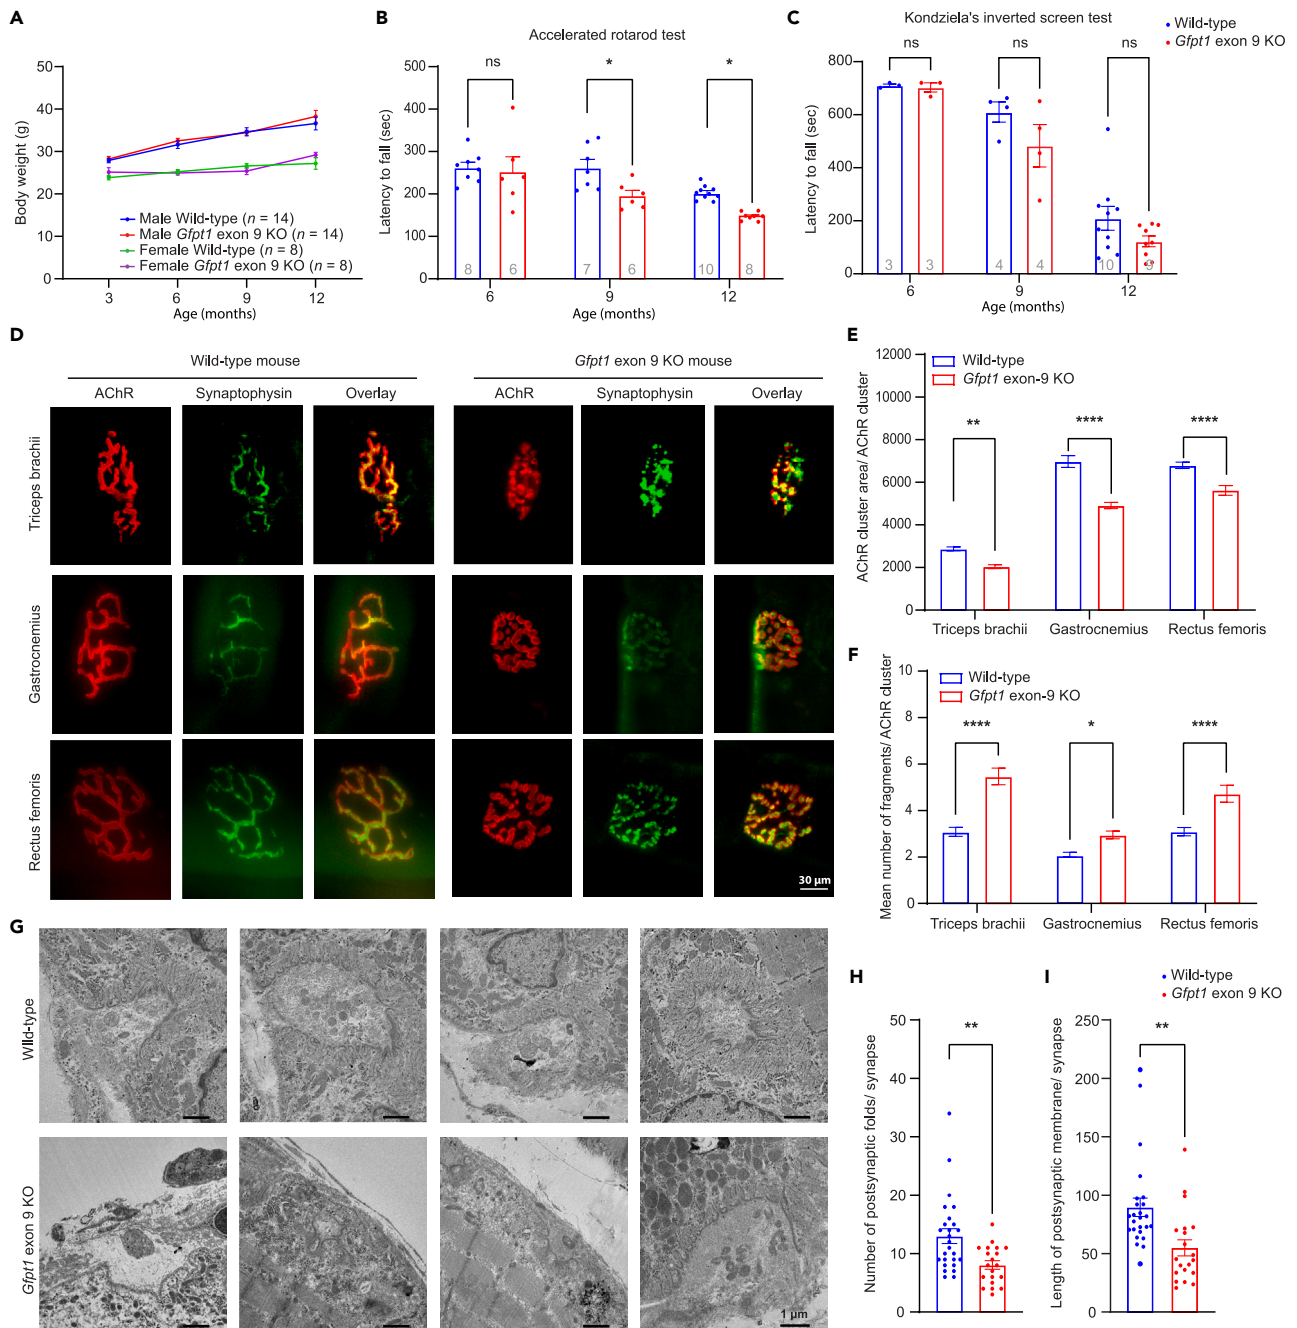 A
Body weight (g)
50
40
30
20
10
0
Male Wild-type (n = 14)
Male Gfpt1 exon 9 KO (n = 14)
Female Wild-type (n = 8)
Female Gfpt1 exon 9 KO (n = 8)
3 6 9 12
Age (months)
B
Accelerated rotarod test
Latency to fall (sec)
500
400
300
200
100
0
ns * *
8 6 7 6 10 8
6 9 12
Age (months)
C
Kondziela's inverted screen test
Wild-type
Gfpt1 exon 9 KO
Latency to fall (sec)
800
600
400
200
0
ns ns ns
3 3 4 4 10 9
6 9 12
Age (months)
D
Wild-type mouse
Gfpt1 exon 9 KO mouse
AChR Synaptophysin Overlay AChR Synaptophysin Overlay
Triceps brachii
Gastrocnemius
Rectus femoris
30 µm
E
AChR cluster area/ AChR cluster
12000
10000
8000
6000
4000
2000
0
Wild-type
Gfpt1 exon-9 KO
** **** ****
Triceps brachii Gastrocnemius Rectus femoris
F
Mean number of fragments/ AChR cluster
10
8
6
4
2
0
Wild-type
Gfpt1 exon-9 KO
**** * ****
Triceps brachii Gastrocnemius Rectus femoris
G
Wild-type
Gfpt1 exon 9 KO
1 µm
H
Number of postsynaptic folds/ synapse
50
40
30
20
10
0
**
I
Wild-type
Gfpt1 exon 9 KO
Length of postsynaptic membrane/ synapse
250
200
150
100
50
0
**